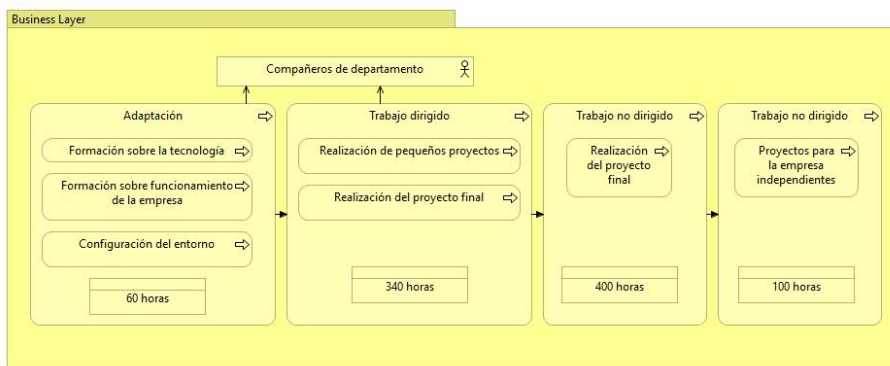 Business Layer
Compañeros de departamento
Adaptación
Formación sobre la tecnología
Formación sobre funcionamiento
de la empresa
Configuración del entorno
60 horas
Trabajo dirigido
Realización de pequeños proyectos
Realización del proyecto final
340 horas
Trabajo no dirigido
Realización
del proyecto
final
400 horas
Trabajo no dirigido
Proyectos para
la empresa
independientes
100 horas